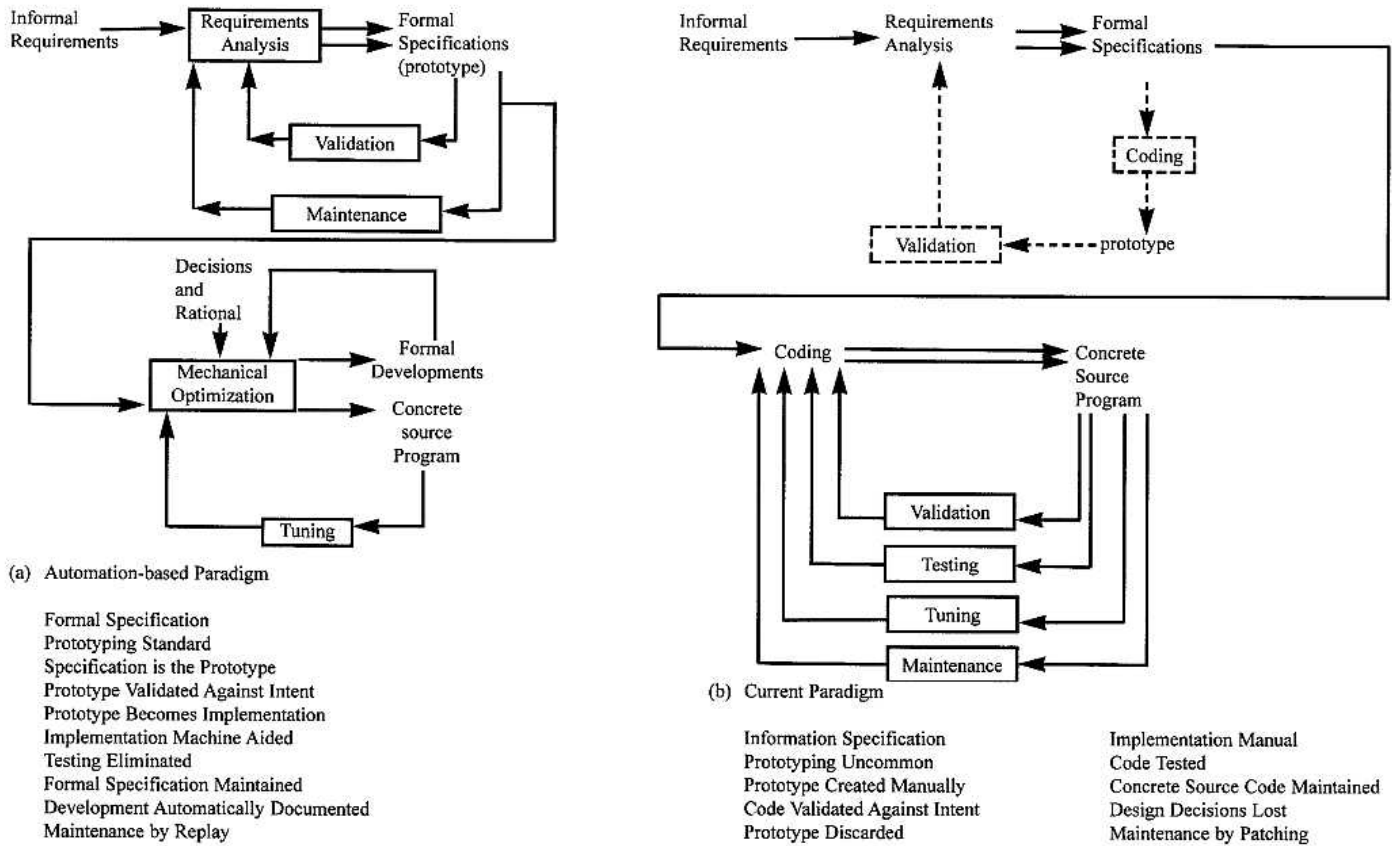 Informal
Requirements
Requirements
Analysis
Formal
Specifications
(prototype)
Validation
Maintenance
Decisions
and
Rational
Mechanical
Optimization
Formal
Developments
Concrete
source
Program
Tuning
(a) Automation-based Paradigm
Formal Specification
Prototyping Standard
Specification is the Prototype
Prototype Validated Against Intent
Prototype Becomes Implementation
Implementation Machine Aided
Testing Eliminated
Formal Specification Maintained
Development Automatically Documented
Maintenance by Replay
Informal
Requirements
Requirements
Analysis
Formal
Specifications
Coding
prototype
Validation
Coding
Concrete
Source
Program
Validation
Testing
Tuning
Maintenance
(b) Current Paradigm
Information Specification
Prototyping Uncommon
Prototype Created Manually
Code Validated Against Intent
Prototype Discarded
Implementation Manual
Code Tested
Concrete Source Code Maintained
Design Decisions Lost
Maintenance by Patching